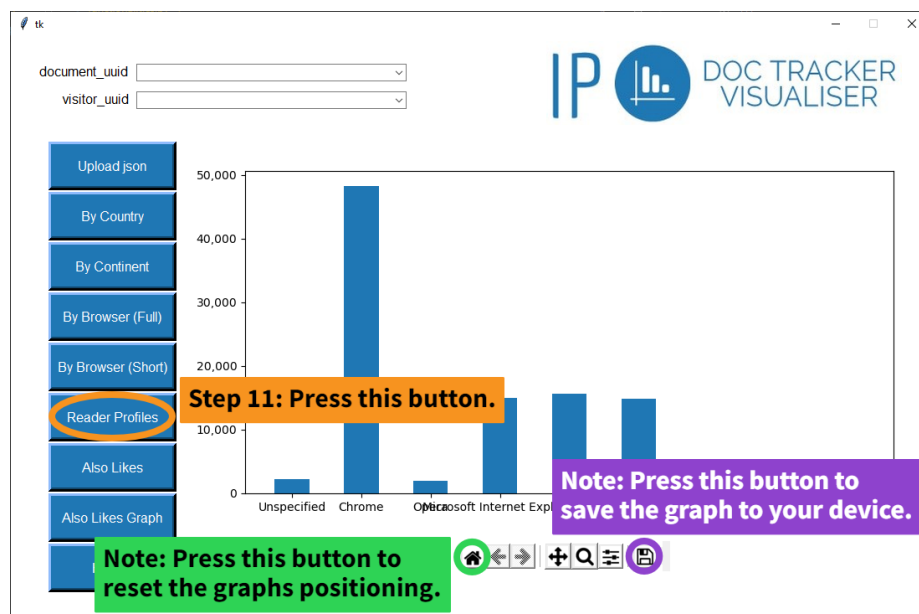 tk
document_uuid
visitor_uuid
IP
DOC TRACKER
VISUALISER
Upload json
By Country
By Continent
By Browser (Full)
By Browser (Short)
Reader Profiles
Also Likes
Also Likes Graph
50,000
40,000
30,000
20,000
10,000
0
Step 11: Press this button.
Unspecified
Chrome
Opera
Microsoft Internet
Note: Press this button to
save the graph to your device.
Note: Press this button to
reset the graphs positioning.